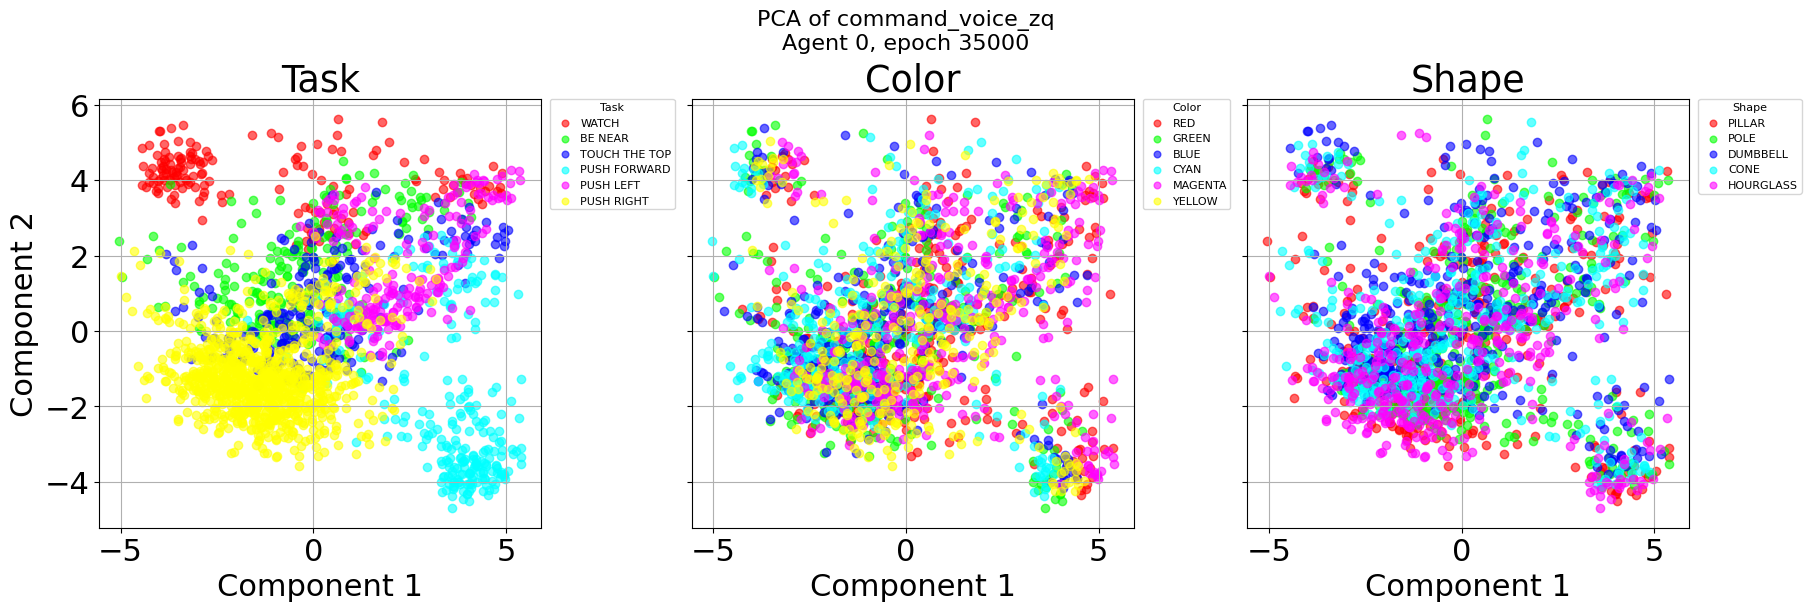 PCA of command_voice_zq
Agent 0, epoch 35000
Task
Color
Shape
Component 2
6
4
2
0
−2
−4
−5
0
5
Component 1
Task
WATCH
BE NEAR
TOUCH THE TOP
PUSH FORWARD
PUSH LEFT
PUSH RIGHT
−5
0
5
Component 1
Color
RED
GREEN
BLUE
CYAN
MAGENTA
YELLOW
−5
0
5
Component 1
Shape
PILLAR
POLE
DUMBBELL
CONE
HOURGLASS